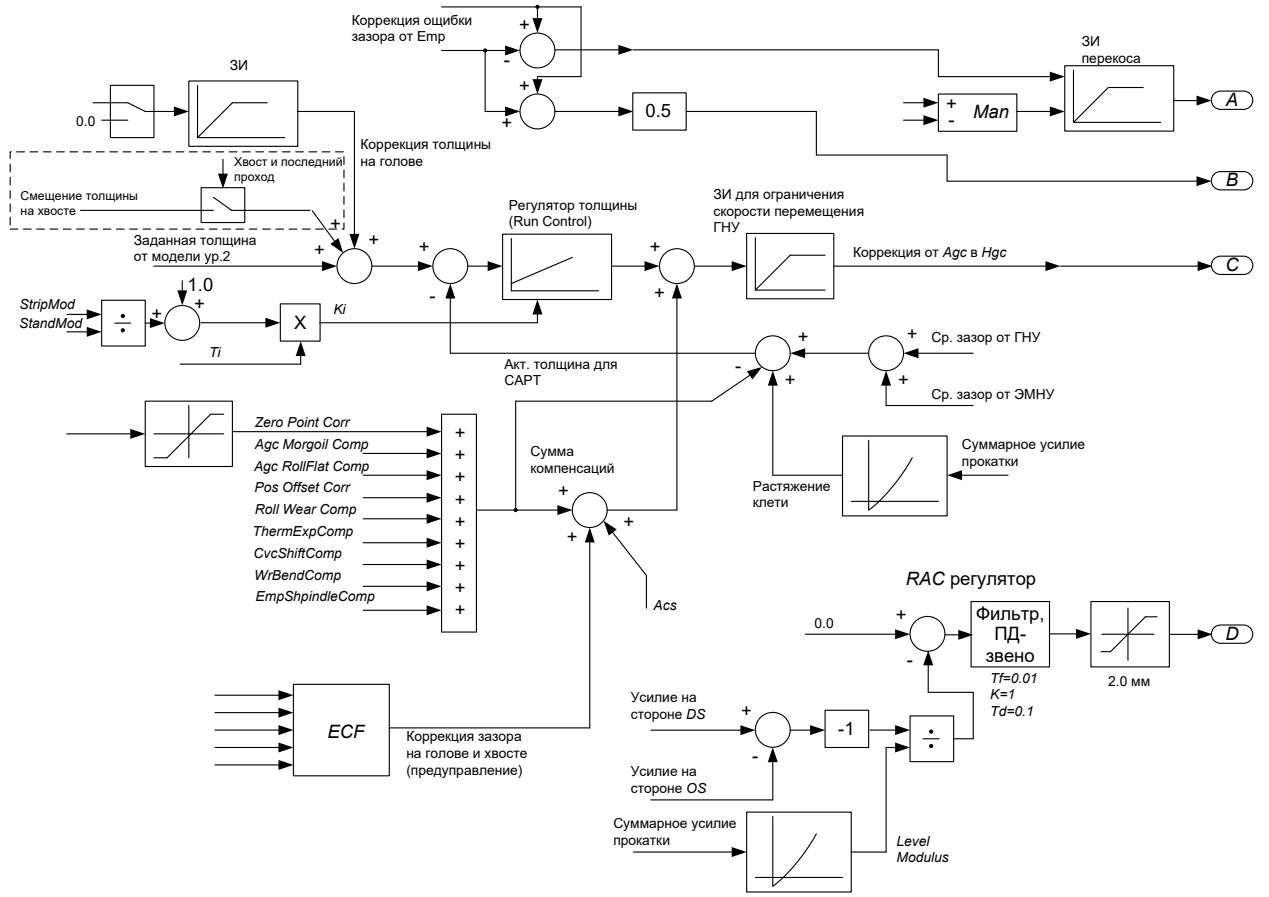 Коррекция ощибки
зазора от Emp
+
-
+
+
0.5
ЗИ
перекоса
+
-
Man
A
B
ЗИ
0.0
Коррекция толщины
на голове
Хвост и последний
проход
Смещение толщины
на хвосте
+
+
+
Заданная толщина
от модели ур.2
+
-
Регулятор толщины
(Run Control)
+
+
ЗИ для ограничения
скорости перемещения
ГНУ
Коррекция от Agc в Hgc
C
1.0
StripMod
StandMod
÷
+
+
X
Ki
Ti
Акт. толщина для
САРТ
+
-
+
+
+
Ср. зазор от ГНУ
Ср. зазор от ЭМНУ
Суммарное усилие
прокатки
Растяжение
клети
Zero Point Corr
Agc Morgoil Comp
Agc RollFlat Comp
Pos Offset Corr
Roll Wear Comp
ThermExpComp
CvcShiftComp
WrBendComp
EmpShpindleComp
+
+
+
+
+
+
+
+
+
Сумма
компенсаций
+
+
+
Acs
ECF
Коррекция зазора
на голове и хвосте
(предуправление)
RAC регулятор
0.0
+
-
Фильтр,
ПД-
звено
Tf=0.01
K=1
Td=0.1
2.0 мм
D
Усилие на
стороне DS
+
-
-1
÷
Усилие на
стороне OS
Суммарное усилие
прокатки
Level
Modulus